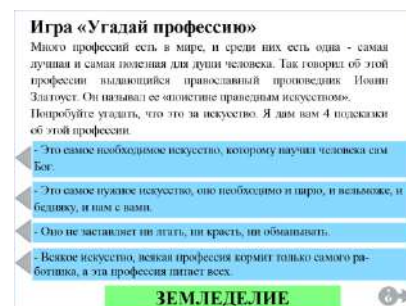 Игра «Угадай профессию»
Много профессий есть в мире, и среди них есть одна - самая
лучшая и самая полезная для души человека. Так говорил об этой
профессии выдающийся православный проповедник Иоанн
Златоуст. Он называл ее «поистине праведным искусством».
Попробуйте угадать, что это за искусство. Я дам вам 4 подсказки
об этой профессии.
- Это самое необходимое искусство, которому научил человека сам
Бог.
- Это самое нужное искусство, оно необходимо и царю, и вельможе, и
бедняку, и нам с вами.
- Оно не заставляет ни лгать, ни красть, ни обманывать.
- Всякое искусство, всякая профессия кормит только самого ра-
ботника, а эта профессия питает всех.
ЗЕМЛЕДЕЛИЕ